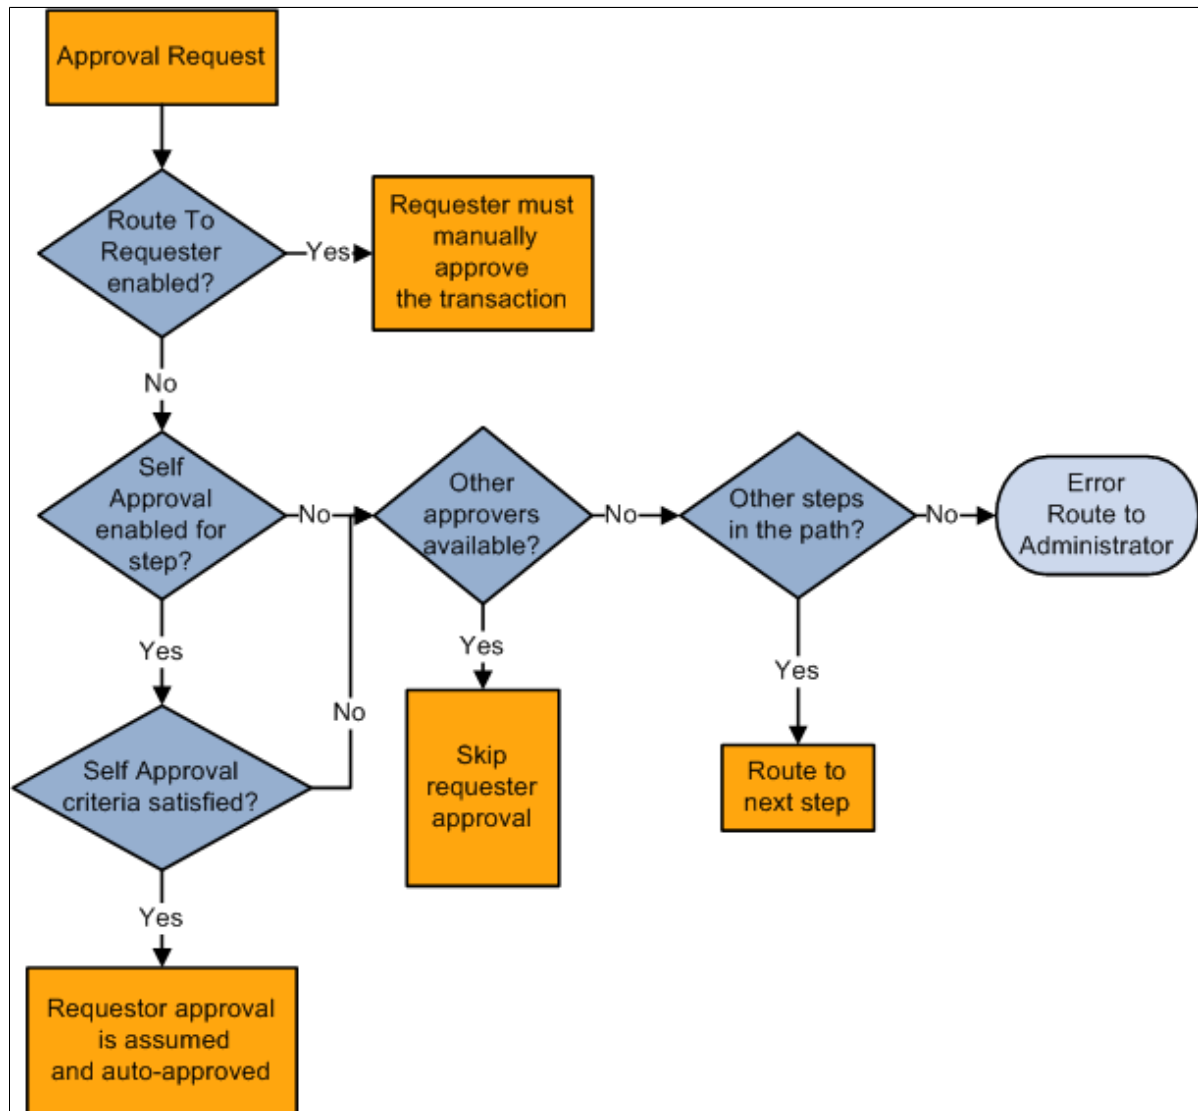 Approval Request
Route To
Requester
enabled?
Yes
Requester must
manually
approve
the transaction
No
Self
Approval
enabled for
step?
No
Other
approvers
available?
No
Other steps
in the path?
No
Error
Route to
Administrator
Yes
Yes
Yes
No
Self Approval
criteria satisfied?
Skip
requester
approval
Route to
next step
Yes
Requestor approval
is assumed
and auto-approved